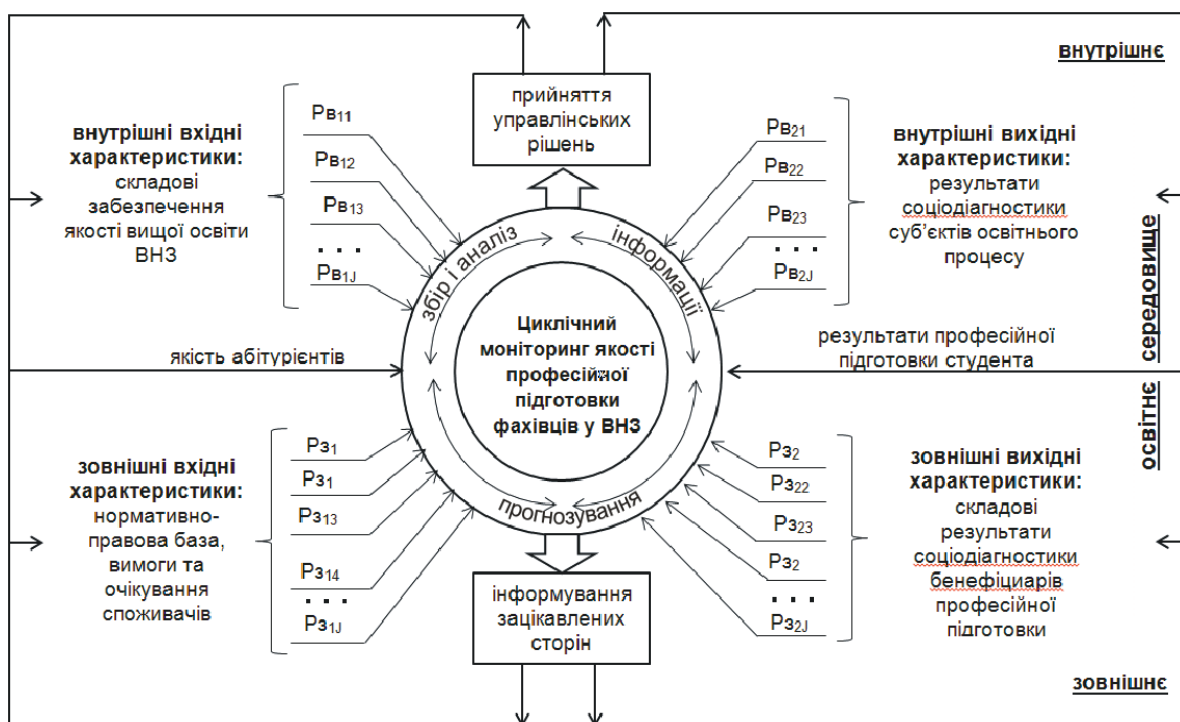 внутрішнє
прийняття
управлінських
рішень
внутрішні вхідні
характеристики:
складові
забезпечення
якості вищої освіти
ВНЗ
Рв11
Рв12
Рв13
...
Рв1J
Рв21
Рв22
Рв23
...
Рв2J
внутрішні вихідні
характеристики:
результати
соціодіагностики
суб’єктів освітнього
процесу
збір і аналіз
інформації
прогнозування
Циклічний
моніторинг якості
професійної
підготовки
фахівців у ВНЗ
якість абітурієнтів
результати професійної
підготовки студента
освітнє середовище
зовнішні вхідні
характеристики:
нормативно-
правова база,
вимоги та
очікування
споживачів
Рз1
Рз1
Рз13
Рз14
...
Рз1J
Рз2
Рз22
Рз23
Рз2
...
Рз2J
зовнішні вихідні
характеристики:
складові
результати
соціодіагностики
бенефіциарів
професійної
підготовки
інформування
зацікавлених
сторін
зовнішнє